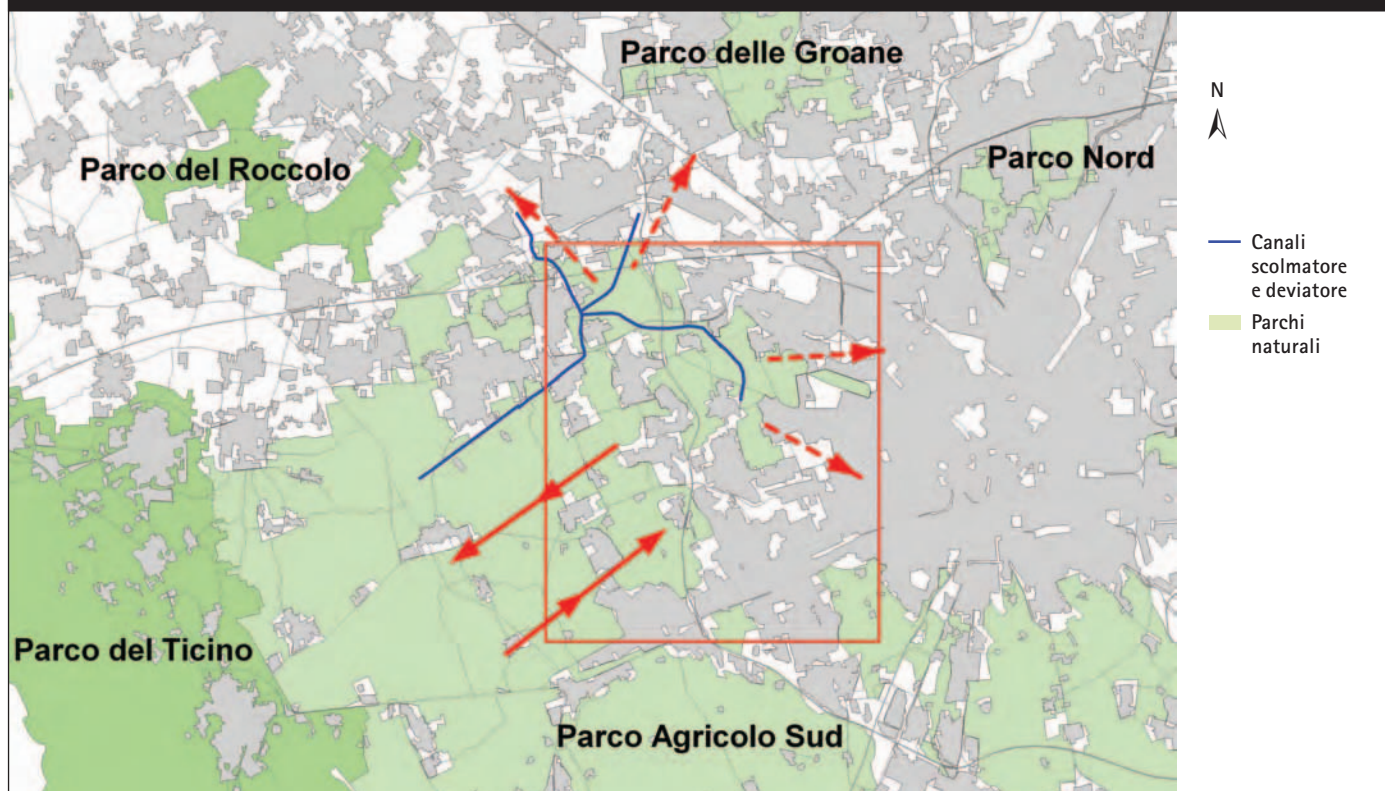 Parco delle Groane
Parco del Roccolo
Parco Nord
Parco del Ticino
Parco Agricolo Sud
N
Canali
scolmatore
e deviatore
Parchi
naturali